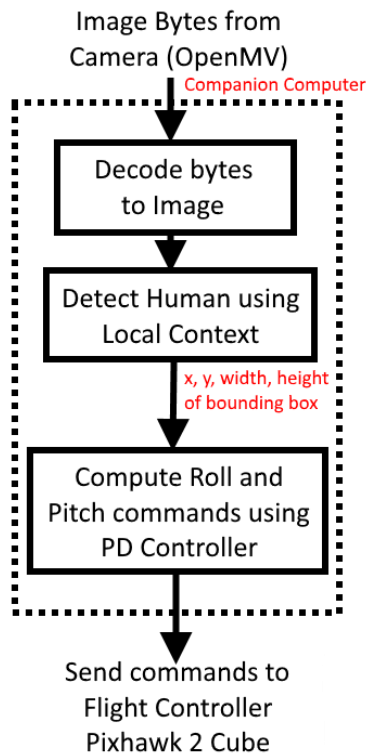 Image Bytes from
Camera (OpenMV)
Companion Computer
Decode bytes
to Image
Detect Human using
Local Context
x, y, width, height
of bounding box
Compute Roll and
Pitch commands using
PD Controller
Send commands to
Flight Controller
Pixhawk 2 Cube